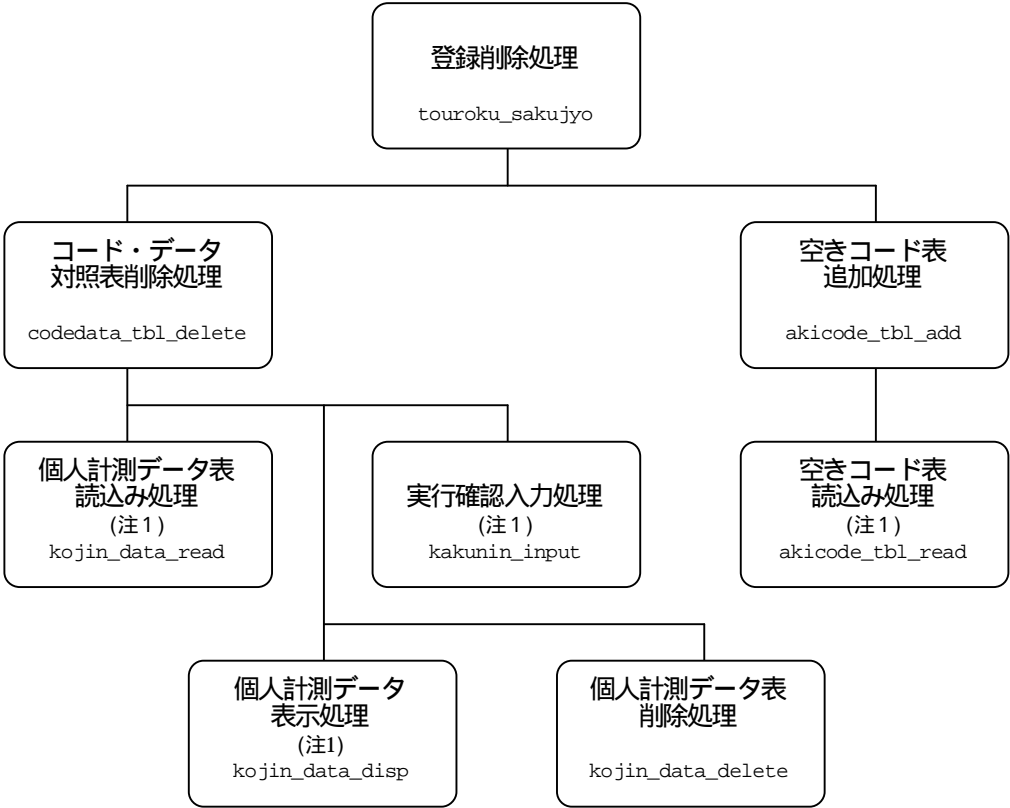 登録削除処理
touroku_sakujyo
コード・データ
対照表削除処理
codedata_tbl_delete
空きコード表
追加処理
akicode_tbl_add
個人計測データ表
読込み処理
(注１)
kojin_data_read
実行確認入力処理
(注１)
kakunin_input
空きコード表
読込み処理
(注１)
akicode_tbl_read
個人計測データ
表示処理
(注1)
kojin_data_disp
個人計測データ表
削除処理
kojin_data_delete